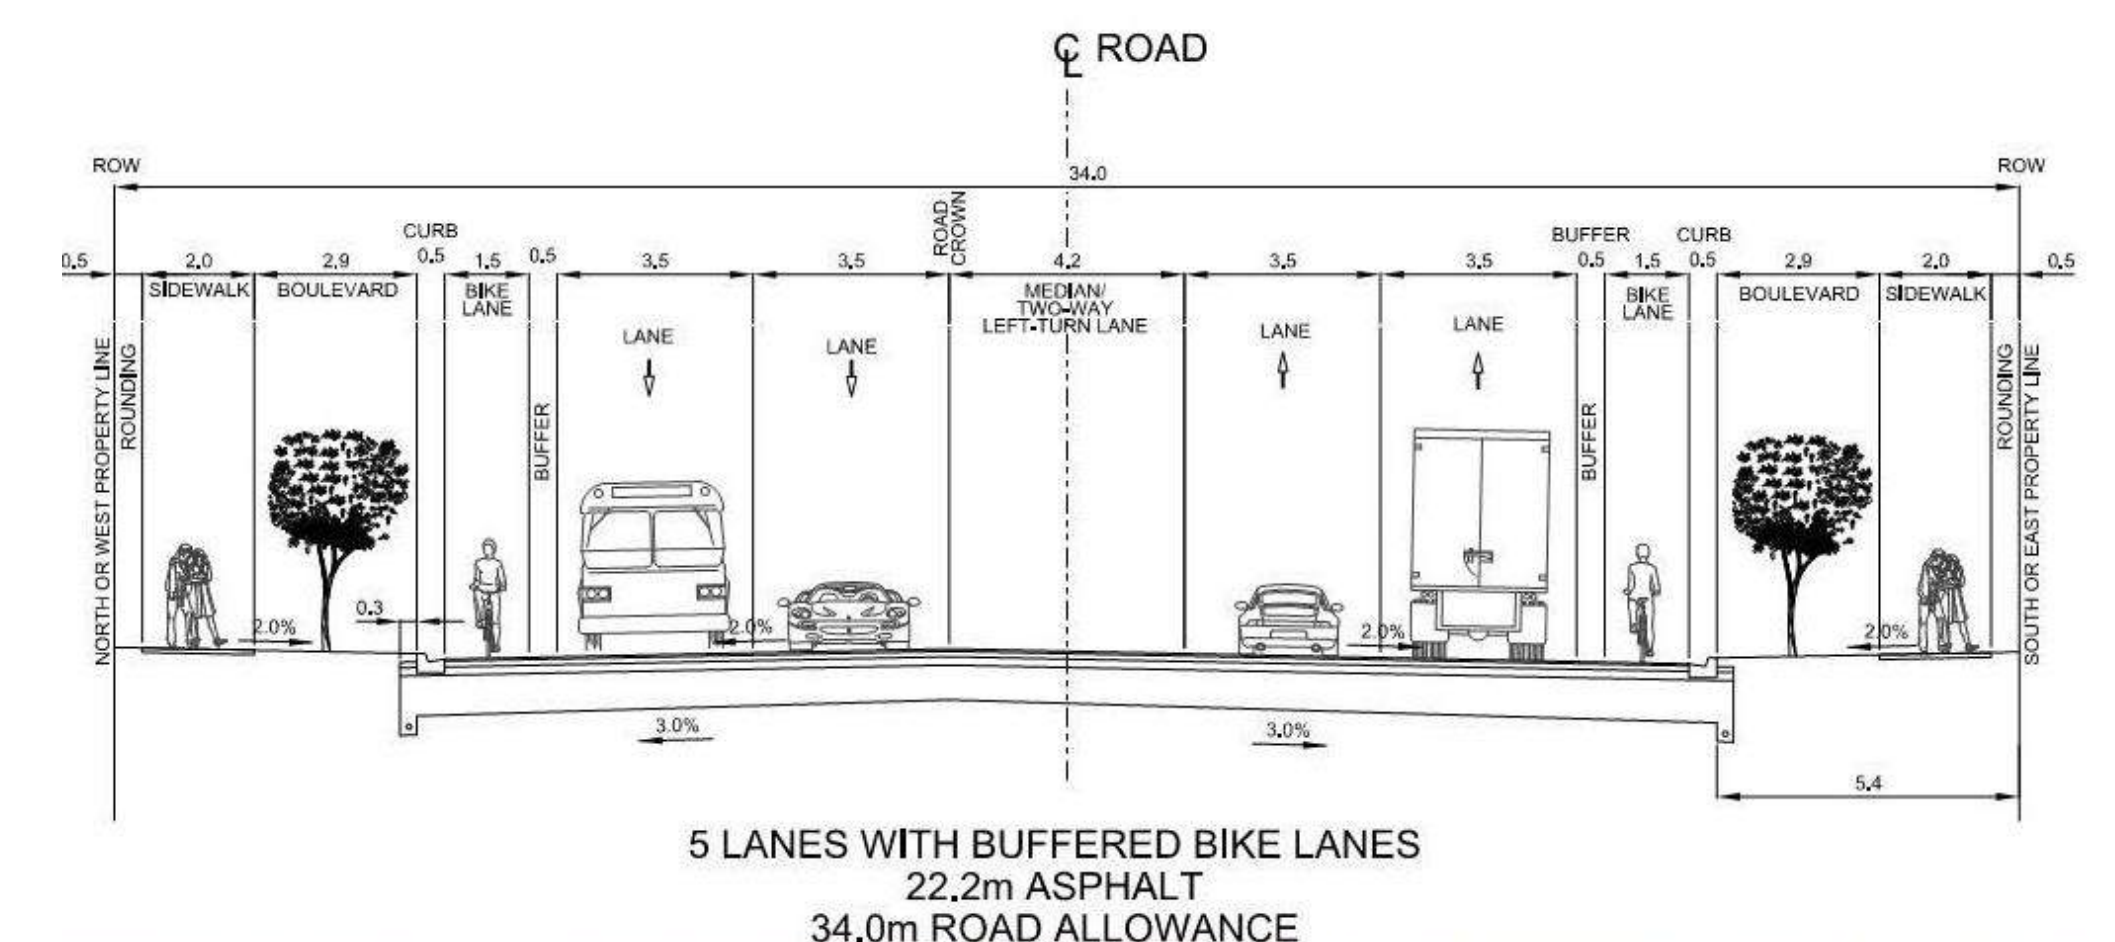 ℄ ROAD
ROW
34.0
ROW
ROAD
CROWN
CURB
BUFFER
CURB
0.5
2.0
2.9
0.5
1.5
0.5
3.5
3.5
4.2
3.5
3.5
0.5
1.5
0.5
2.9
2.0
0.5
SIDEWALK
BOULEVARD
BIKE
LANE
MEDIAN/
TWO-WAY
LEFT-TURN LANE
BIKE
LANE
BOULEVARD
SIDEWALK
LANE
LANE
LANE
LANE
NORTH OR WEST PROPERTY LINE
ROUNDING
BUFFER
BUFFER
ROUNDING
SOUTH OR EAST PROPERTY LINE
0.3
2.0%
2.0%
2.0%
2.0%
3.0%
3.0%
5.4
5 LANES WITH BUFFERED BIKE LANES
22.2m ASPHALT
34.0m ROAD ALLOWANCE